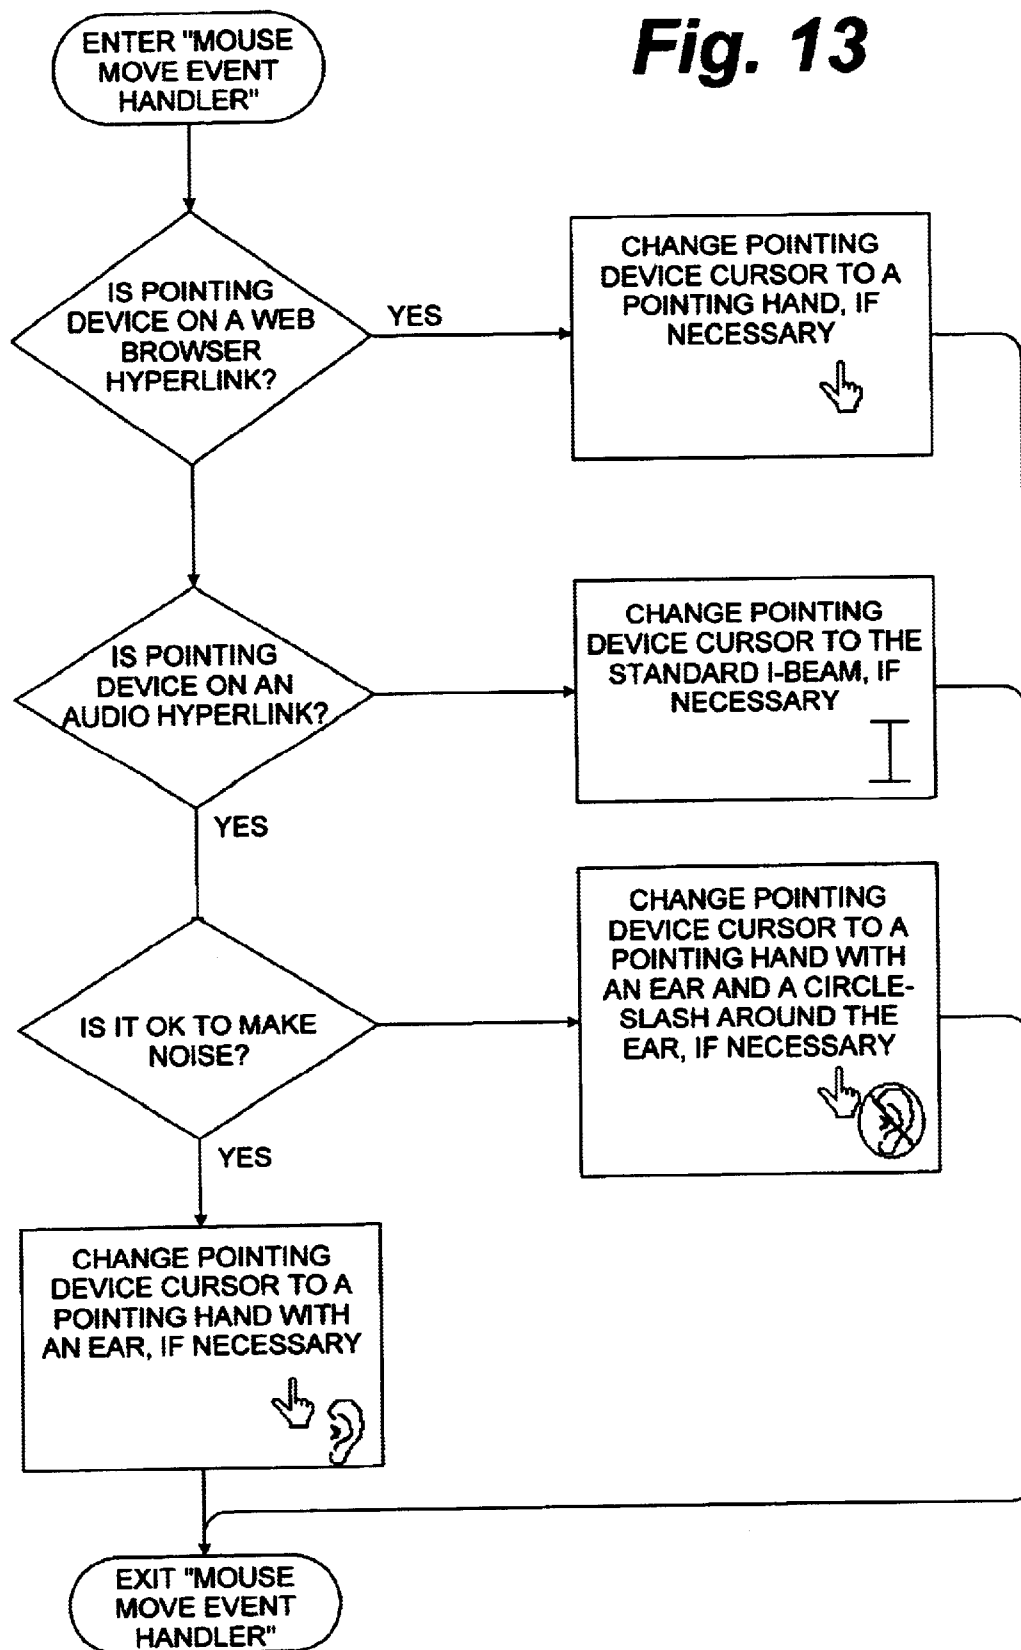 Fig. 13
ENTER "MOUSE
MOVE EVENT
HANDLER"
IS POINTING
DEVICE ON A WEB
BROWSER
HYPERLINK?
YES
CHANGE POINTING
DEVICE CURSOR TO A
POINTING HAND, IF
NECESSARY
IS POINTING
DEVICE ON AN
AUDIO HYPERLINK?
YES
CHANGE POINTING
DEVICE CURSOR TO THE
STANDARD I-BEAM, IF
NECESSARY
IS IT OK TO MAKE
NOISE?
YES
CHANGE POINTING
DEVICE CURSOR TO A
POINTING HAND WITH
AN EAR AND A CIRCLE-
SLASH AROUND THE
EAR, IF NECESSARY
CHANGE POINTING
DEVICE CURSOR TO A
POINTING HAND WITH
AN EAR, IF NECESSARY
EXIT "MOUSE
MOVE EVENT
HANDLER"